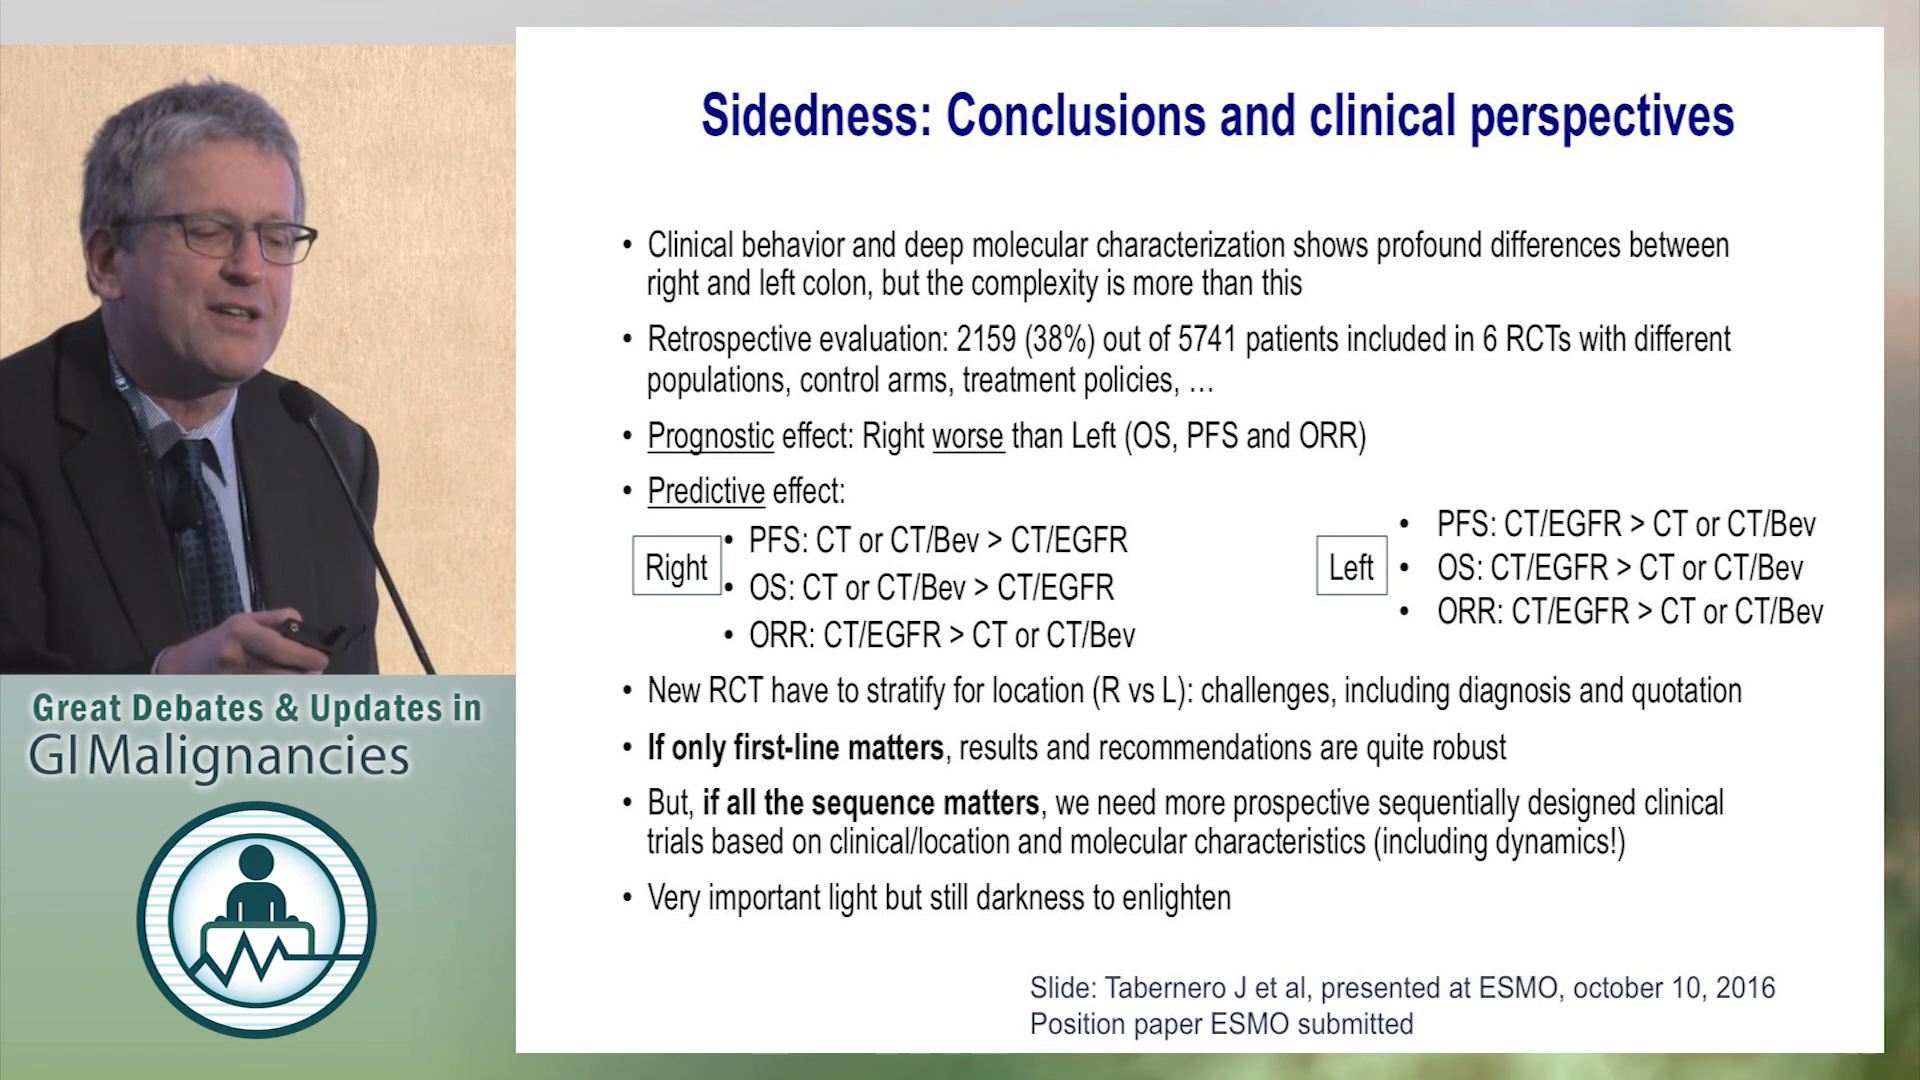 Sidedness: Conclusions and clinical perspectives
• Clinical behavior and deep molecular characterization shows profound differences between
right and left colon, but the complexity is more than this
• Retrospective evaluation: 2159 (38%) out of 5741 patients included in 6 RCTs with different
populations, control arms, treatment policies, …
• Prognostic effect: Right worse than Left (OS, PFS and ORR)
• Predictive effect:
Right
• PFS: CT or CT/Bev > CT/EGFR
• OS: CT or CT/Bev > CT/EGFR
• ORR: CT/EGFR > CT or CT/Bev
Left
• PFS: CT/EGFR > CT or CT/Bev
• OS: CT/EGFR > CT or CT/Bev
• ORR: CT/EGFR > CT or CT/Bev
• New RCT have to stratify for location (R vs L): challenges, including diagnosis and quotation
• If only first-line matters, results and recommendations are quite robust
• But, if all the sequence matters, we need more prospective sequentially designed clinical
trials based on clinical/location and molecular characteristics (including dynamics!)
• Very important light but still darkness to enlighten
Slide: Tabernero J et al, presented at ESMO, october 10, 2016
Position paper ESMO submitted
Great Debates & Updates in
GI Malignancies